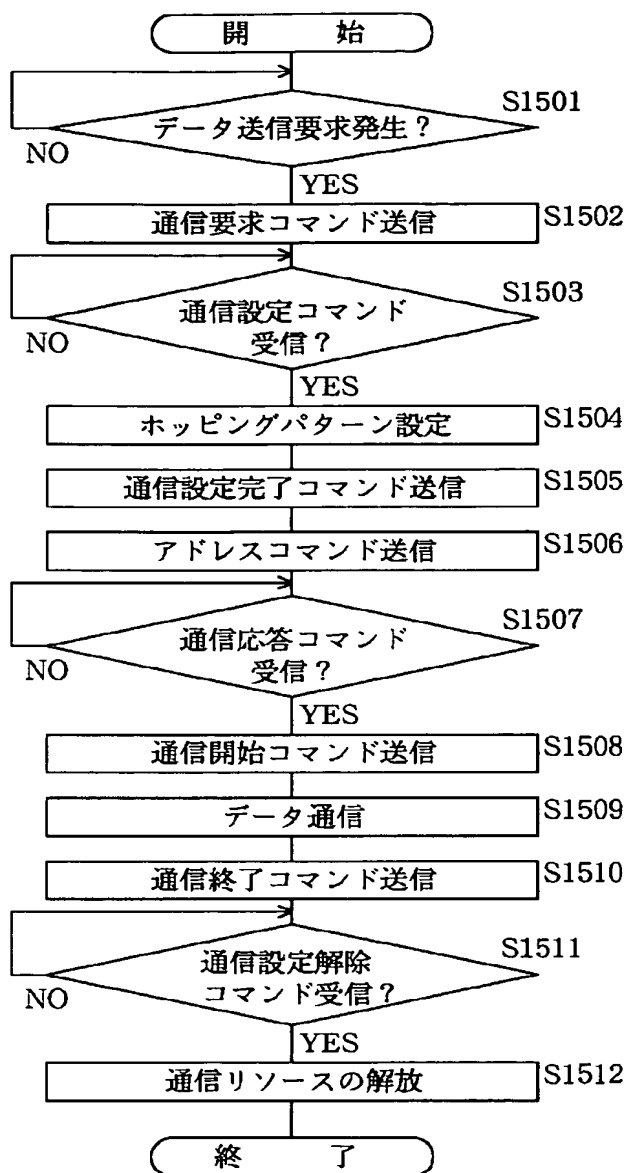 開 始
データ送信要求発生？
S1501
NO
YES
通信要求コマンド送信
S1502
通信設定コマンド
受信？
S1503
NO
YES
ホッピングパターン設定
S1504
通信設定完了コマンド送信
S1505
アドレスコマンド送信
S1506
通信応答コマンド
受信？
S1507
NO
YES
通信開始コマンド送信
S1508
データ通信
S1509
通信終了コマンド送信
S1510
通信設定解除
コマンド受信？
S1511
NO
YES
通信リソースの解放
S1512
終 了